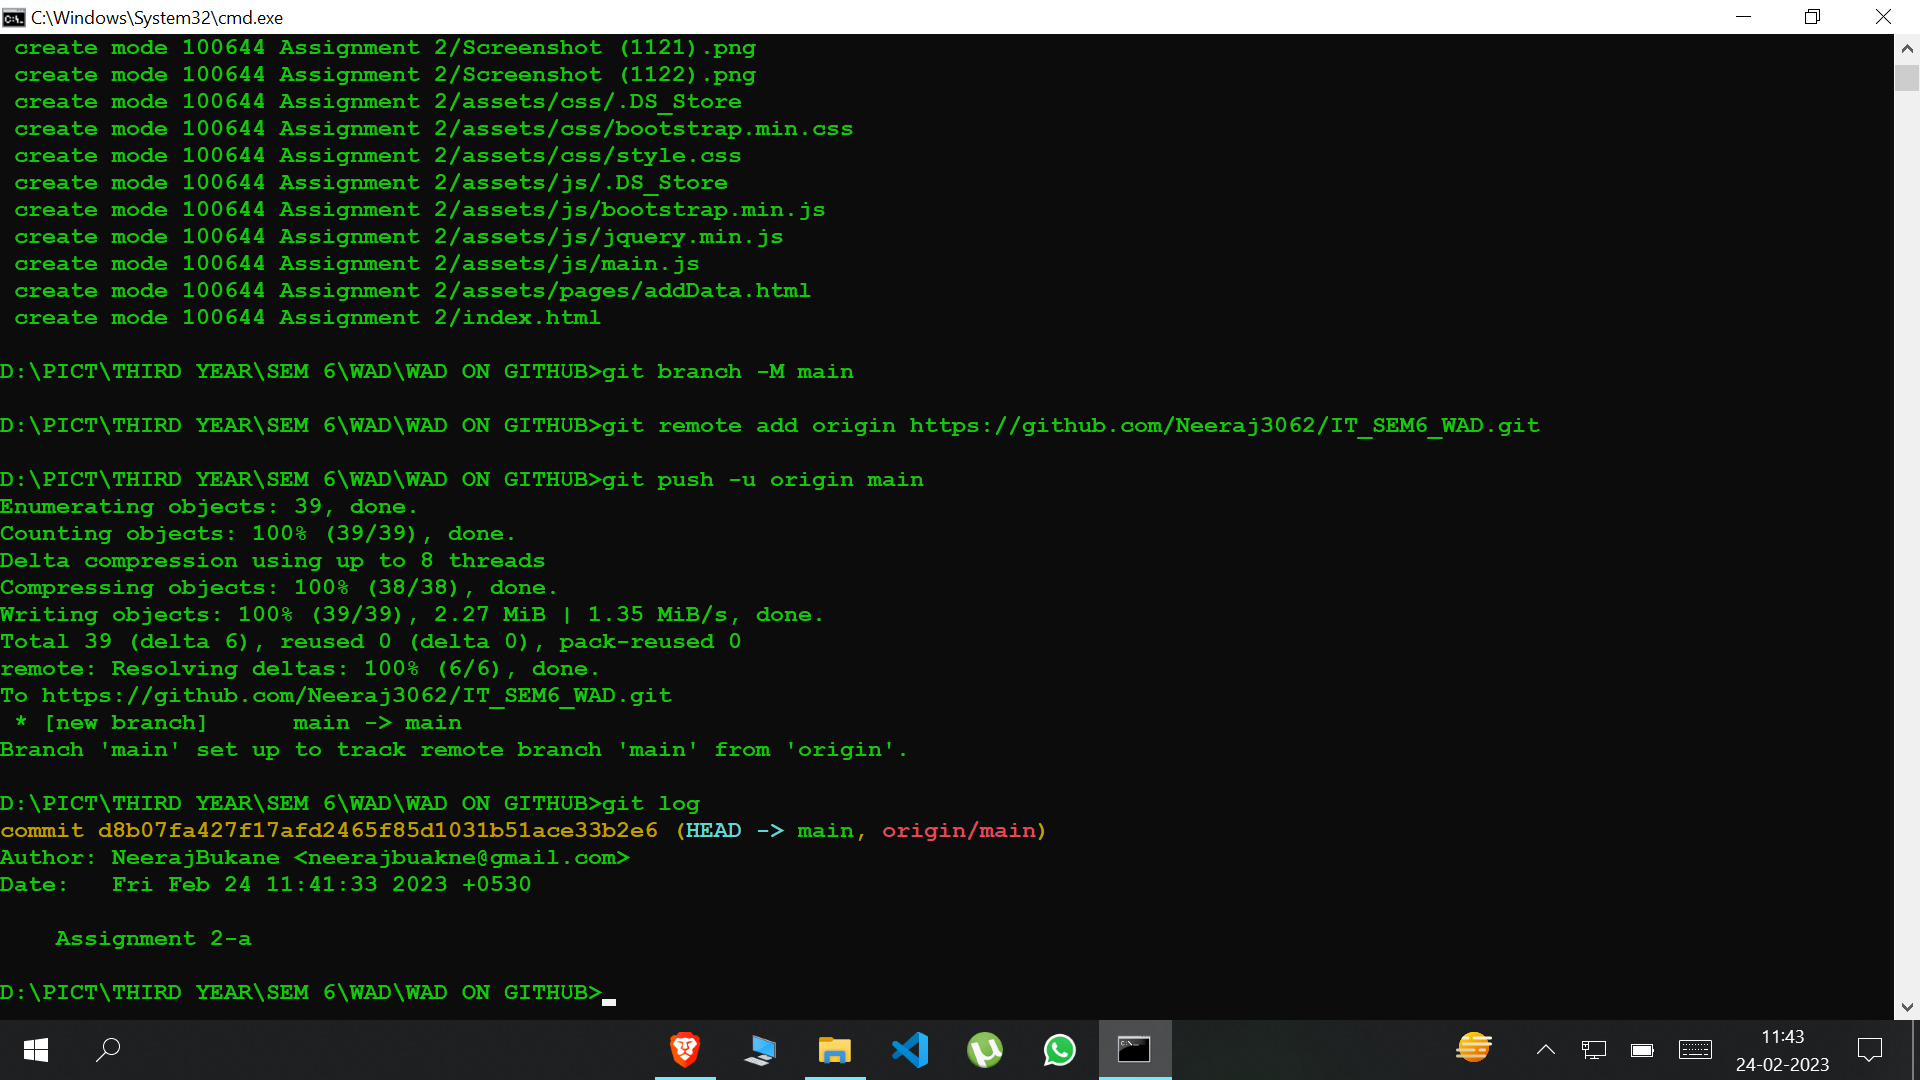 C:\Windows\System32\cmd.exe
create mode 100644 Assignment 2/Screenshot (1121).png
create mode 100644 Assignment 2/Screenshot (1122).png
create mode 100644 Assignment 2/assets/css/.DS_Store
create mode 100644 Assignment 2/assets/css/bootstrap.min.css
create mode 100644 Assignment 2/assets/css/style.css
create mode 100644 Assignment 2/assets/js/.DS_Store
create mode 100644 Assignment 2/assets/js/bootstrap.min.js
create mode 100644 Assignment 2/assets/js/jquery.min.js
create mode 100644 Assignment 2/assets/js/main.js
create mode 100644 Assignment 2/assets/pages/addData.html
create mode 100644 Assignment 2/index.html
D:\PICT\THIRD YEAR\SEM 6\WAD\WAD ON GITHUB>git branch -M main
D:\PICT\THIRD YEAR\SEM 6\WAD\WAD ON GITHUB>git remote add origin https://github.com/Neeraj3062/IT_SEM6_WAD.git
D:\PICT\THIRD YEAR\SEM 6\WAD\WAD ON GITHUB>git push -u origin main
Enumerating objects: 39, done.
Counting objects: 100% (39/39), done.
Delta compression using up to 8 threads
Compressing objects: 100% (38/38), done.
Writing objects: 100% (39/39), 2.27 MiB | 1.35 MiB/s, done.
Total 39 (delta 6), reused 0 (delta 0), pack-reused 0
remote: Resolving deltas: 100% (6/6), done.
To https://github.com/Neeraj3062/IT_SEM6_WAD.git
* [new branch]      main -> main
Branch 'main' set up to track remote branch 'main' from 'origin'.
D:\PICT\THIRD YEAR\SEM 6\WAD\WAD ON GITHUB>git log
commit d8b07fa427f17afd2465f85d1031b51ace33b2e6 (HEAD -> main, origin/main)
Author: NeerajBukane <neerajbuakne@gmail.com>
Date:   Fri Feb 24 11:41:33 2023 +0530
Assignment 2-a
D:\PICT\THIRD YEAR\SEM 6\WAD\WAD ON GITHUB>
11:43
24-02-2023